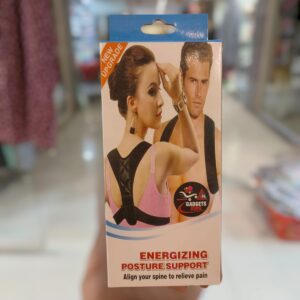 NEW
UPGRADE
GADGETS
ENERGIZING
POSTURE SUPPORT
Align your spine to relieve pain